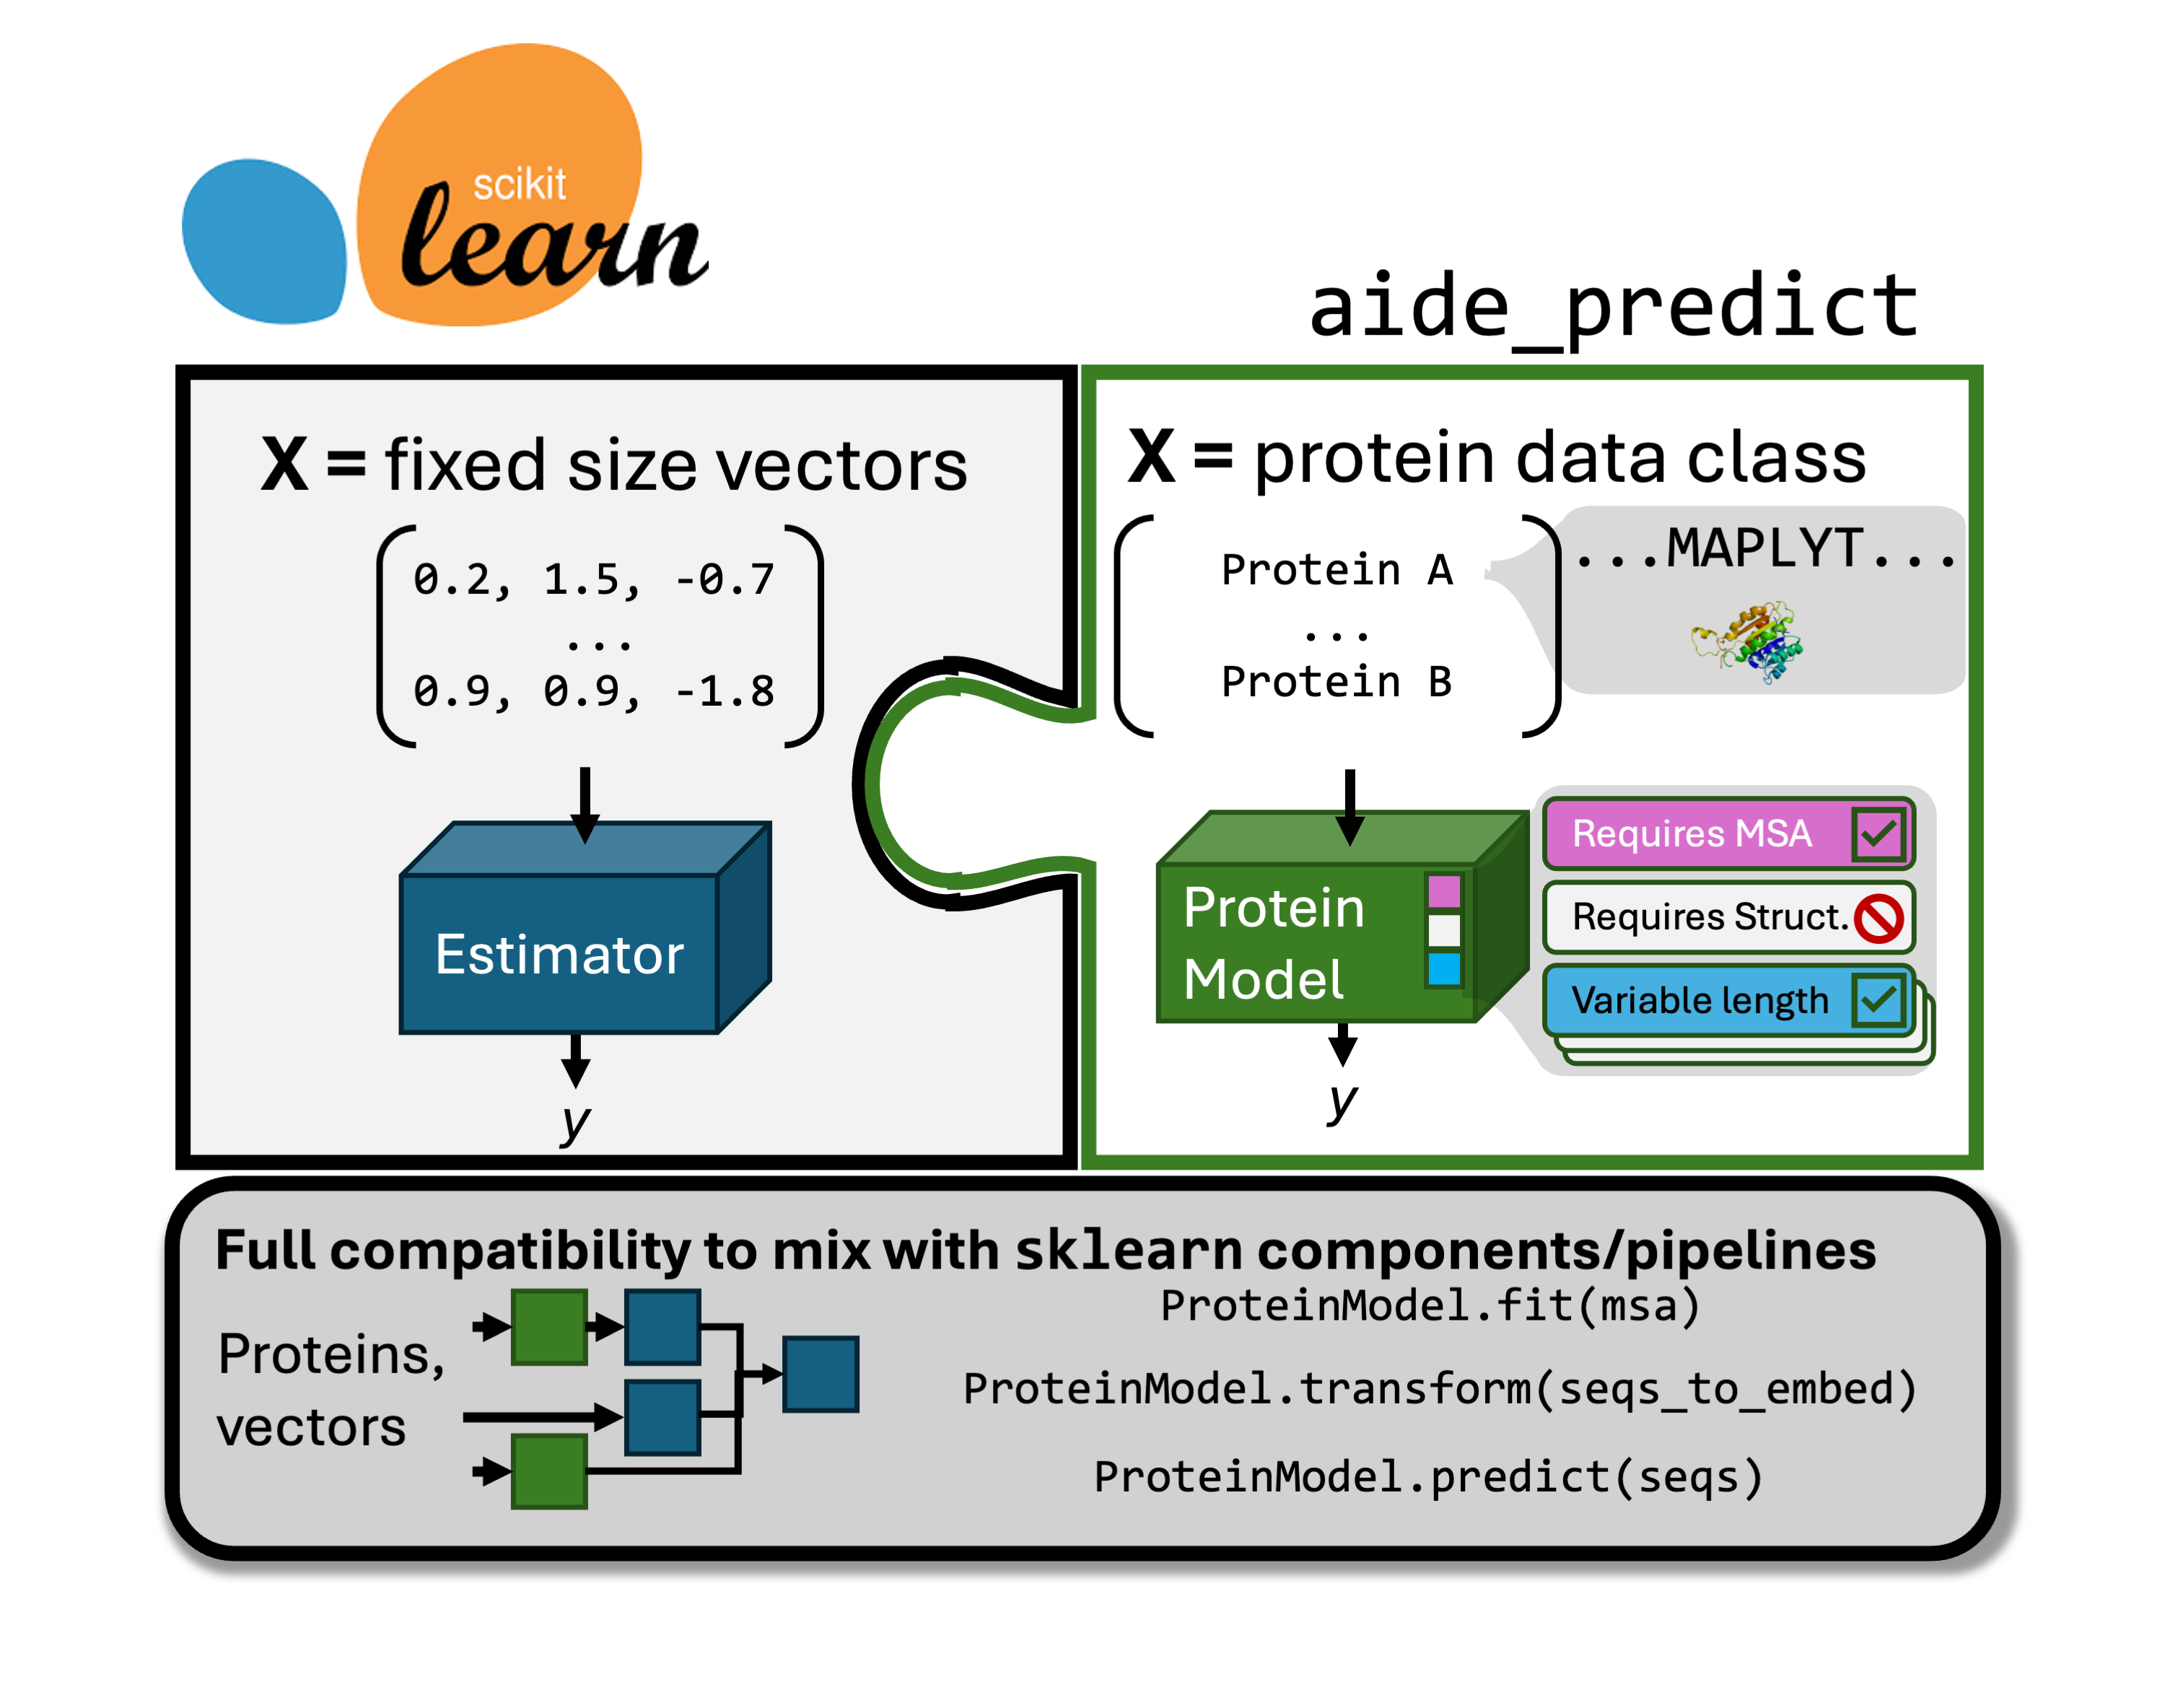 scikit
learn
aide_predict
X = fixed size vectors
0.2, 1.5, -0.7
...
0.9, 0.9, -1.8
Estimator
y
X = protein data class
Protein A
...
Protein B
...MAPLYT...
Protein
Model
Requires MSA
Requires Struct.
Variable length
y
Full compatibility to mix with sklearn components/pipelines
Proteins,
vectors
ProteinModel.fit(msa)
ProteinModel.transform(seqs_to_embed)
ProteinModel.predict(seqs)